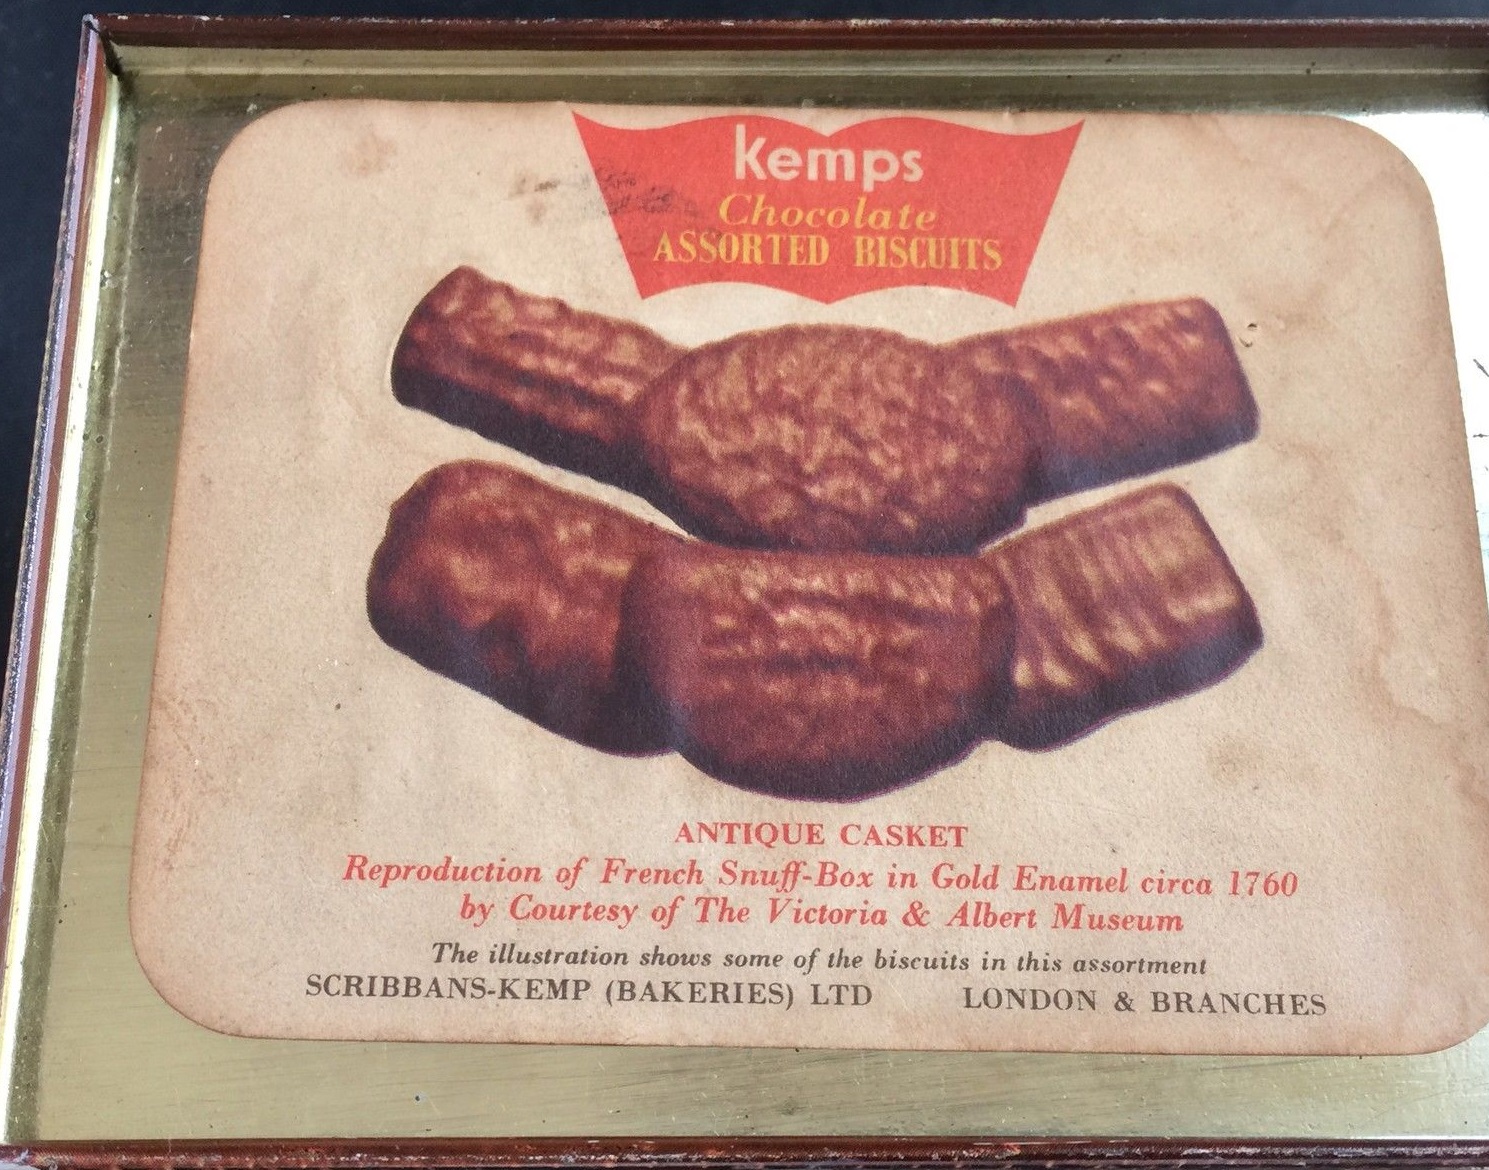 kemps
Chocolate
ASSORTED BISCUITS
ANTIQUE CASKET
Reproduction of French Snuff-Box in Gold Enamel circa 1760
by Courtesy of The Victoria & Albert Museum
The illustration shows some of the biscuits in this assortment
SCRIBBANS-KEMP (BAKERIES) LTD LONDON & BRANCHES